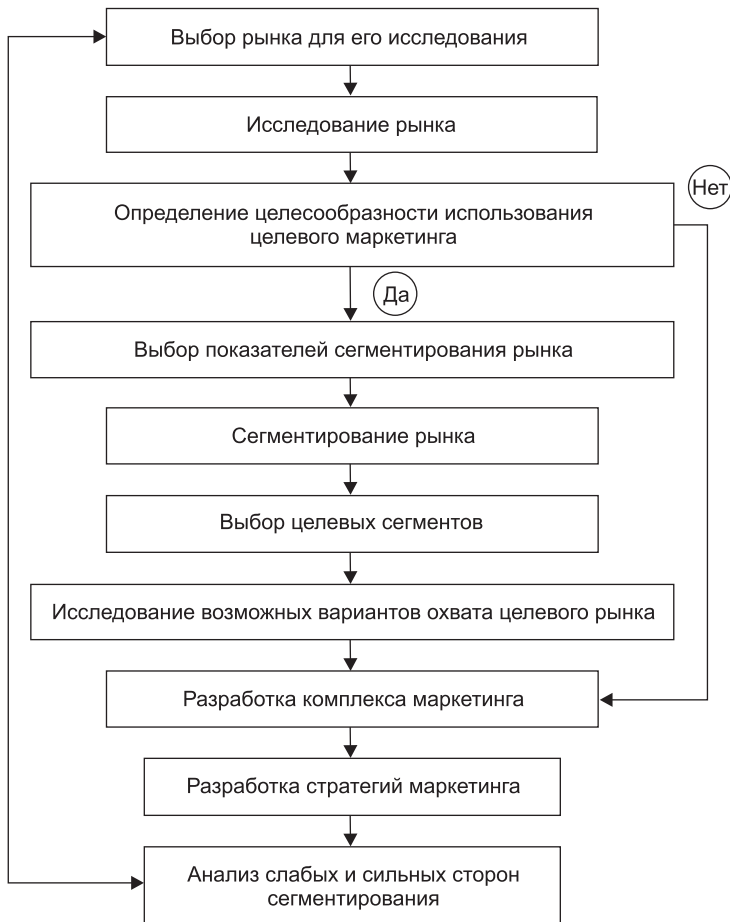 Выбор рынка для его исследования
Исследование рынка
Определение целесообразности использования
целевого маркетинга
Нет
Да
Выбор показателей сегментирования рынка
Сегментирование рынка
Выбор целевых сегментов
Исследование возможных вариантов охвата целевого рынка
Разработка комплекса маркетинга
Разработка стратегий маркетинга
Анализ слабых и сильных сторон
сегментирования